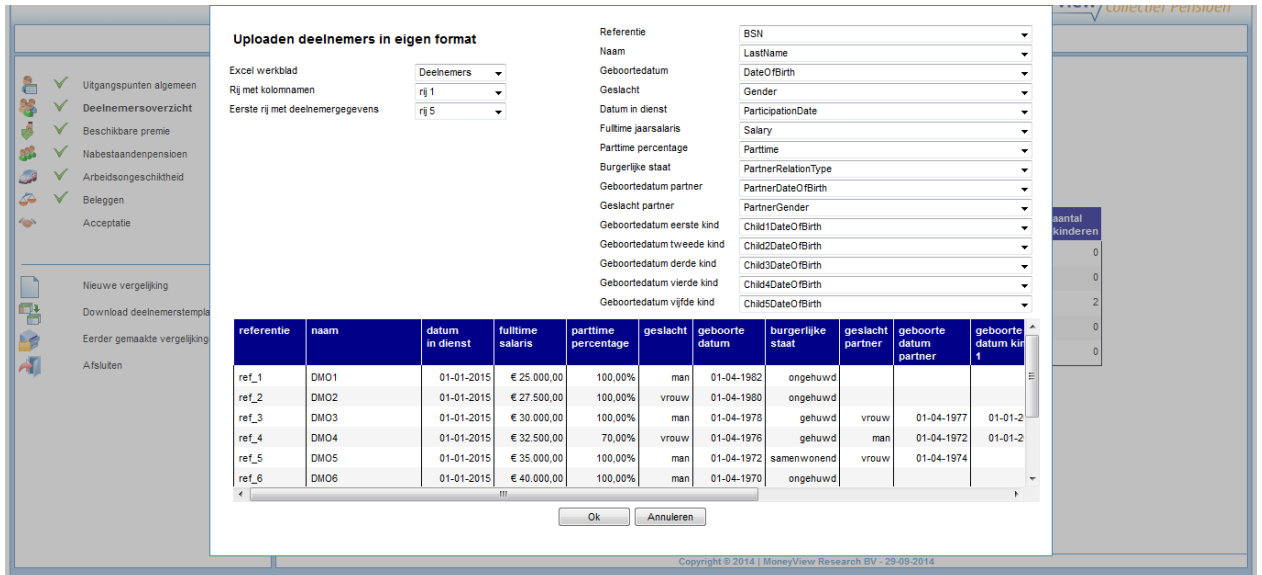 view Collectief Pensioen
Uploaden deelnemers in eigen format
Excel werkblad Deelnemers
Rij met kolomnamen rij 1
Eerste rij met deelnemergegevens rij 5
Referentie BSN
Naam LastName
Geboortedatum DateOfBirth
Geslacht Gender
Datum in dienst ParticipationDate
Fulltime jaarsalaris Salary
Parttime percentage Parttime
Burgerlijke staat PartnerRelationType
Geboortedatum partner PartnerDateOfBirth
Geslacht partner PartnerGender
Geboortedatum eerste kind Child1DateOfBirth
Geboortedatum tweede kind Child2DateOfBirth
Geboortedatum derde kind Child3DateOfBirth
Geboortedatum vierde kind Child4DateOfBirth
Geboortedatum vijfde kind Child5DateOfBirth
Uitgangspunten algemeen
Deelnemersoverzicht
Beschikbare premie
Nabestaandenpensioen
Arbeidsongeschiktheid
Beleggen
Acceptatie
Nieuwe vergelijking
Download deelnemerstempla
Eerder gemaakte vergelijking
Afsluiten
aantal
kinderen
0
0
2
0
0
referentie naam datum fulltime parttime geslacht geboorte burgerlijke geslacht geboorte geboorte
in dienst salaris percentage datum staat partner datum datum kin
partner 1
ref_1 DMO1 01-01-2015 € 25.000,00 100,00% man 01-04-1982 ongehuwd
ref_2 DMO2 01-01-2015 € 27.500,00 100,00% vrouw 01-04-1980 ongehuwd
ref_3 DMO3 01-01-2015 € 30.000,00 100,00% man 01-04-1978 gehuwd vrouw 01-04-1977 01-01-2
ref_4 DMO4 01-01-2015 € 32.500,00 70,00% vrouw 01-04-1976 gehuwd man 01-04-1972 01-01-2
ref_5 DMO5 01-01-2015 € 35.000,00 100,00% man 01-04-1972 samenwonend vrouw 01-04-1974
ref_6 DMO6 01-01-2015 € 40.000,00 100,00% man 01-04-1970 ongehuwd
Ok Annuleren
Copyright © 2014 | MoneyView Research BV - 29-09-2014